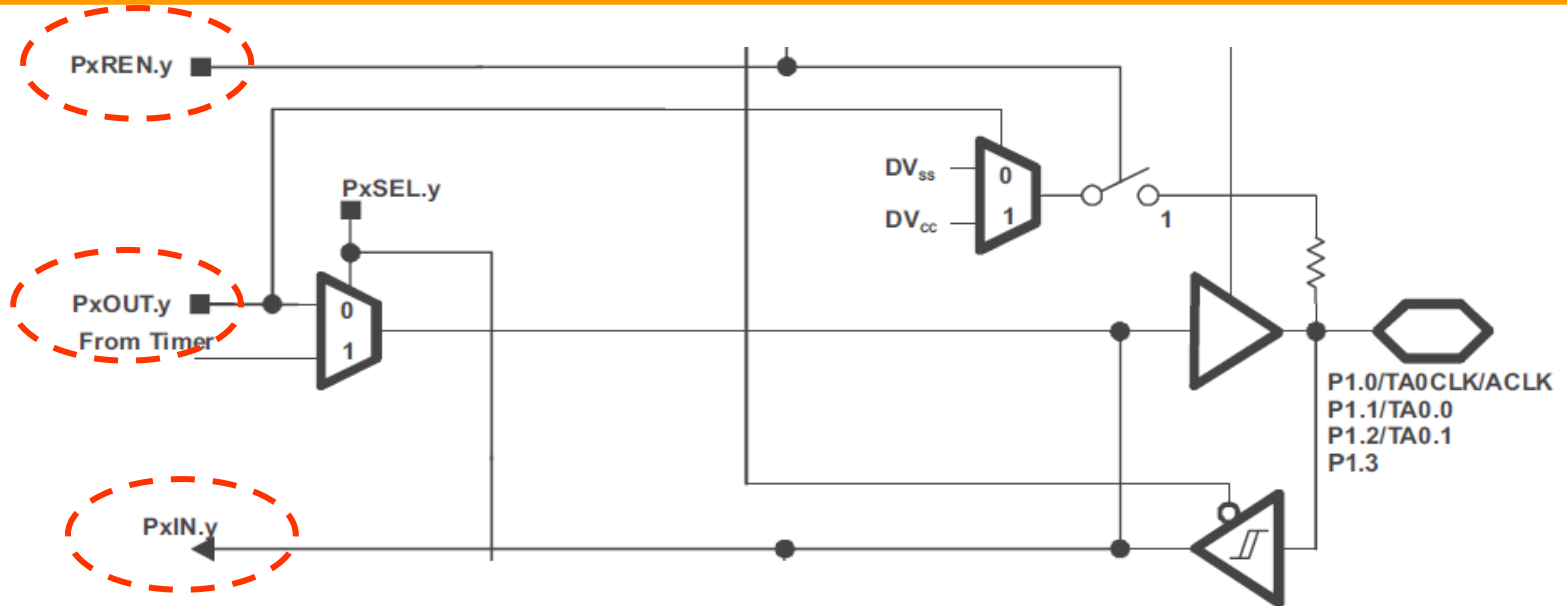 PxREN.y
DVss
0
PxSEL.y
DVcc
1
1
PxOUT.y
0
From Timer
1
P1.0/TA0CLK/ACLK
P1.1/TA0.0
P1.2/TA0.1
P1.3
PxIN.y